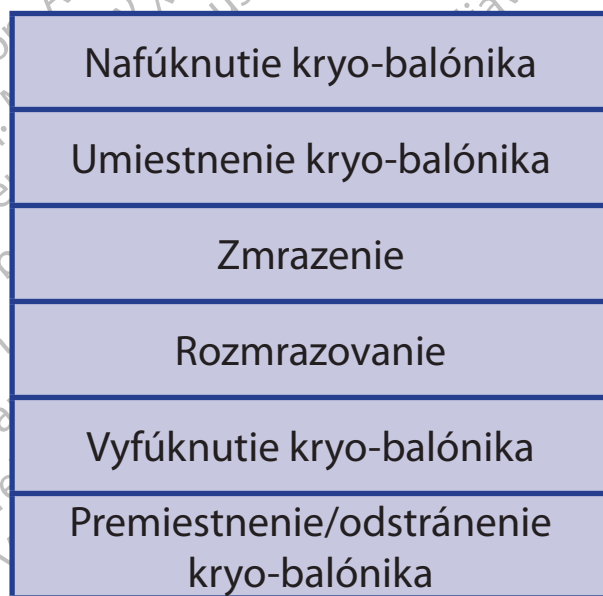 Nafúknutie kryo-balónika
Umiestnenie kryo-balónika
Zmrazenie
Rozmrazovanie
Vyfúknutie kryo-balónika
Premiestnenie/odstránenie
kryo-balónika